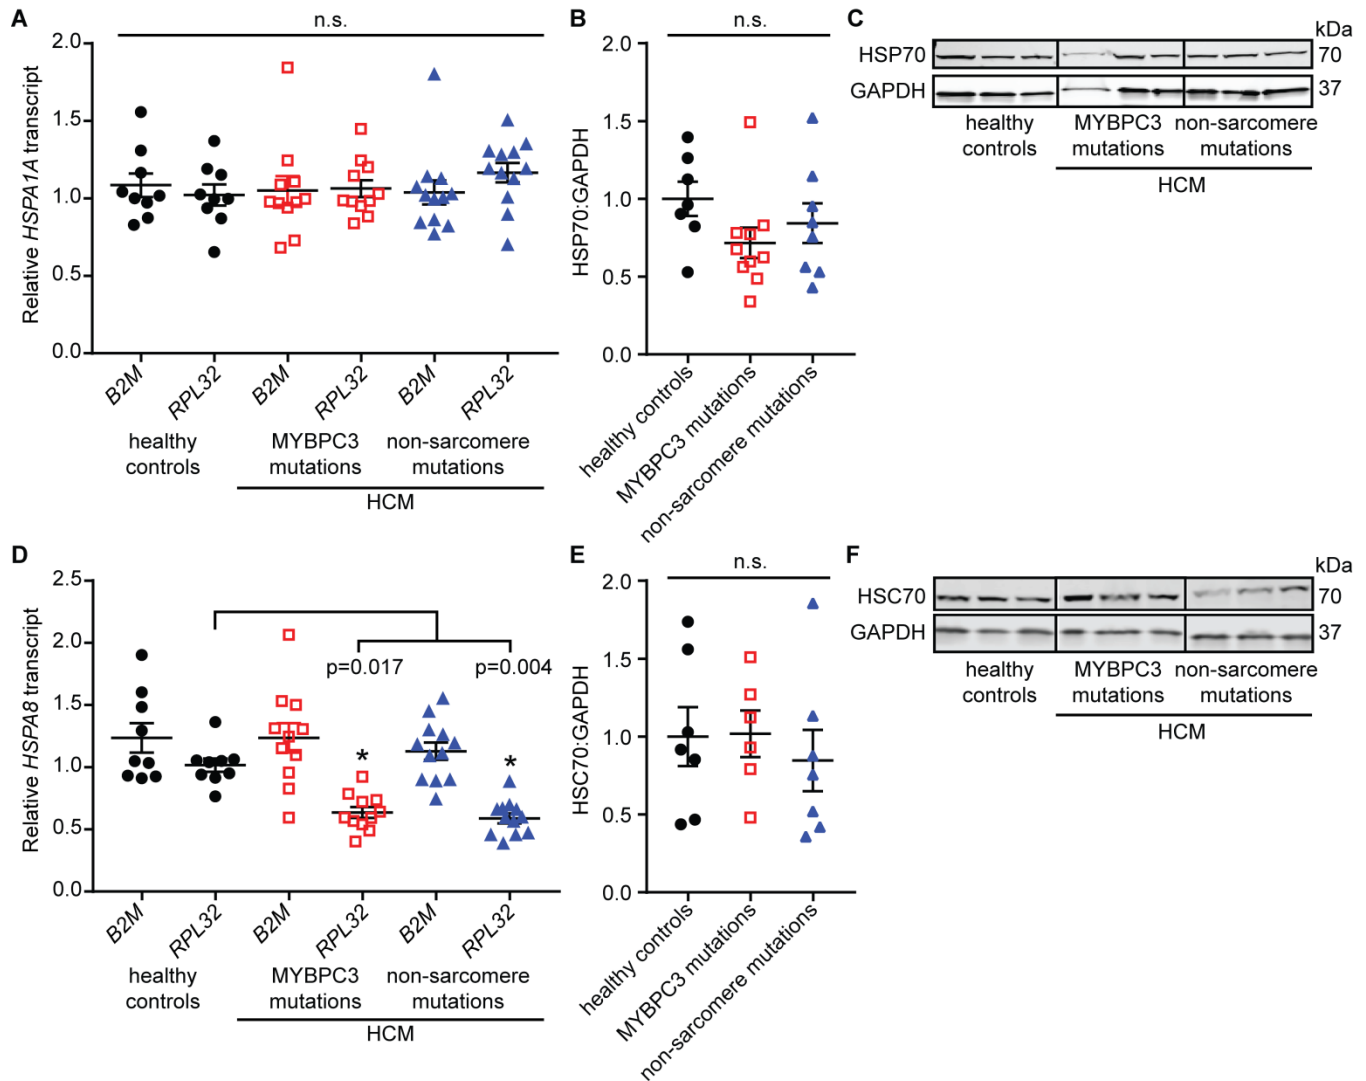 A
n.s.
Relative HSPA1A transcript
2.0
1.5
1.0
0.5
0.0
B2M
RPL32
B2M
RPL32
B2M
RPL32
healthy
controls
MYBPC3
mutations
non-sarcomere
mutations
HCM
B
n.s.
HSP70:GAPDH
2.0
1.5
1.0
0.5
0.0
healthy controls
MYBPC3 mutations
non-sarcomere mutations
C
kDa
HSP70
70
GAPDH
37
healthy
controls
MYBPC3
mutations
non-sarcomere
mutations
HCM
D
Relative HSPA8 transcript
2.5
2.0
1.5
1.0
0.5
0.0
p=0.017
p=0.004
*
*
B2M
RPL32
B2M
RPL32
B2M
RPL32
healthy
controls
MYBPC3
mutations
non-sarcomere
mutations
HCM
E
n.s.
HSC70:GAPDH
2.0
1.5
1.0
0.5
0.0
healthy controls
MYBPC3 mutations
non-sarcomere mutations
F
kDa
HSC70
70
GAPDH
37
healthy
controls
MYBPC3
mutations
non-sarcomere
mutations
HCM